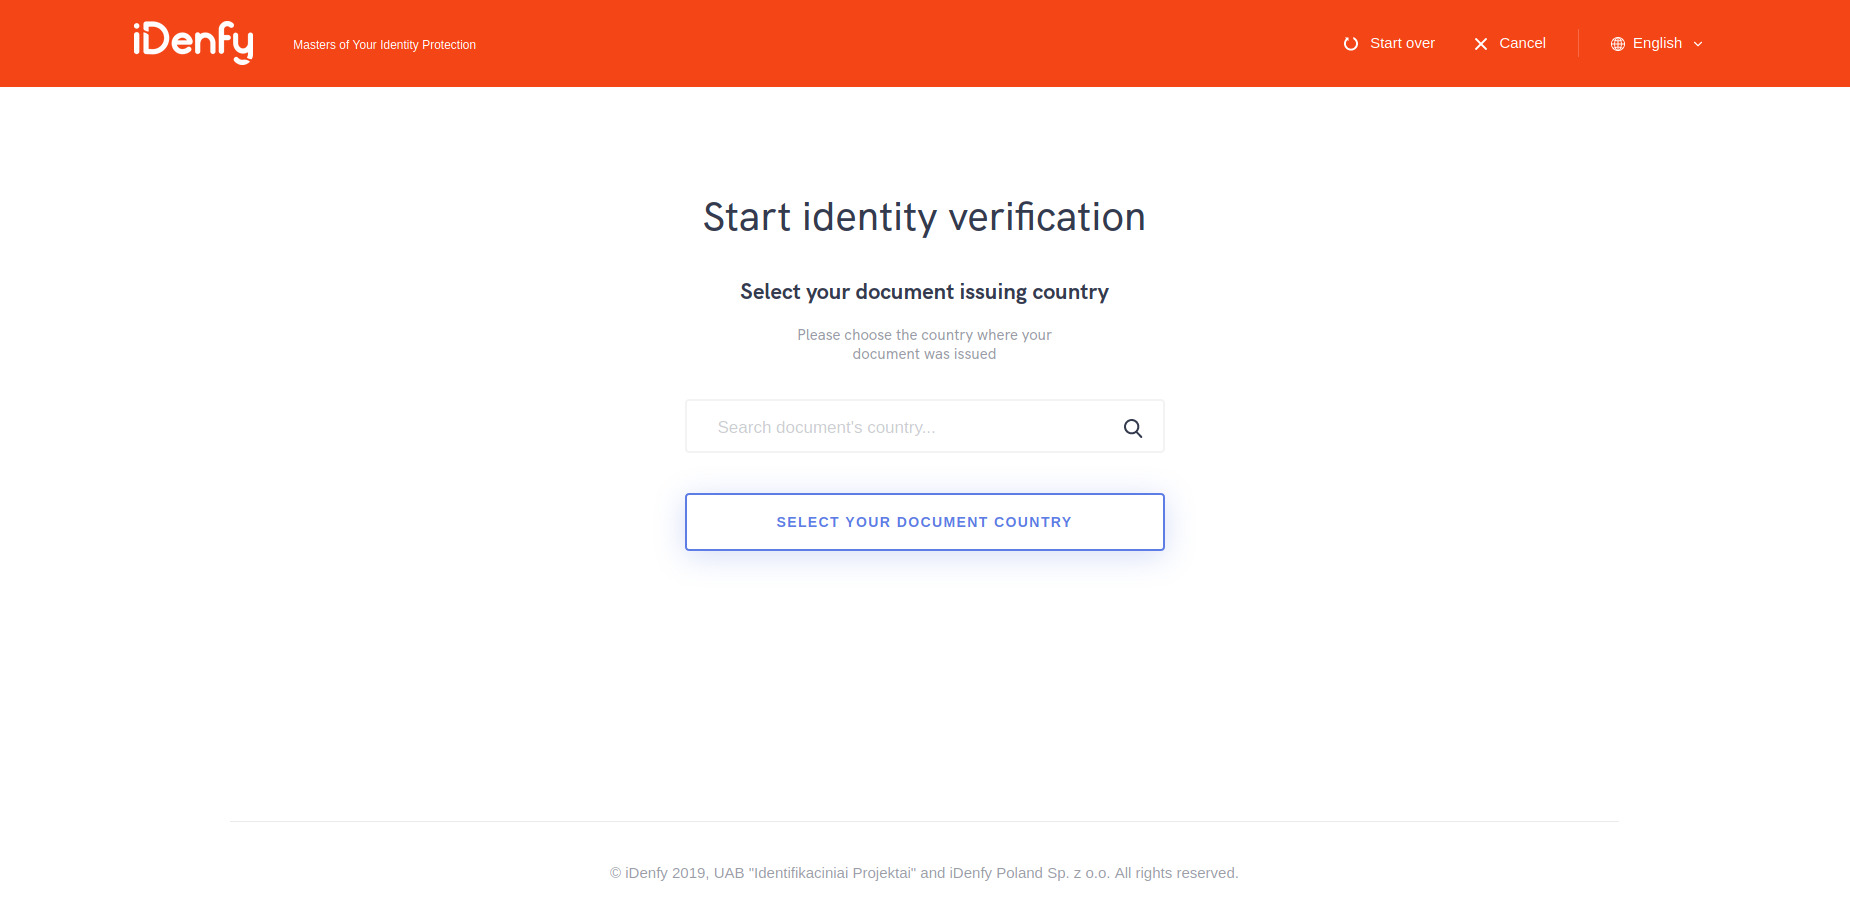 iDenfy
Masters of Your Identity Protection
Start over
Cancel
English
Start identity verification
Select your document issuing country
Please choose the country where your
document was issued
Search document's country...
SELECT YOUR DOCUMENT COUNTRY
© iDenfy 2019, UAB "Identifikaciniai Projektai" and iDenfy Poland Sp. z o.o. All rights reserved.